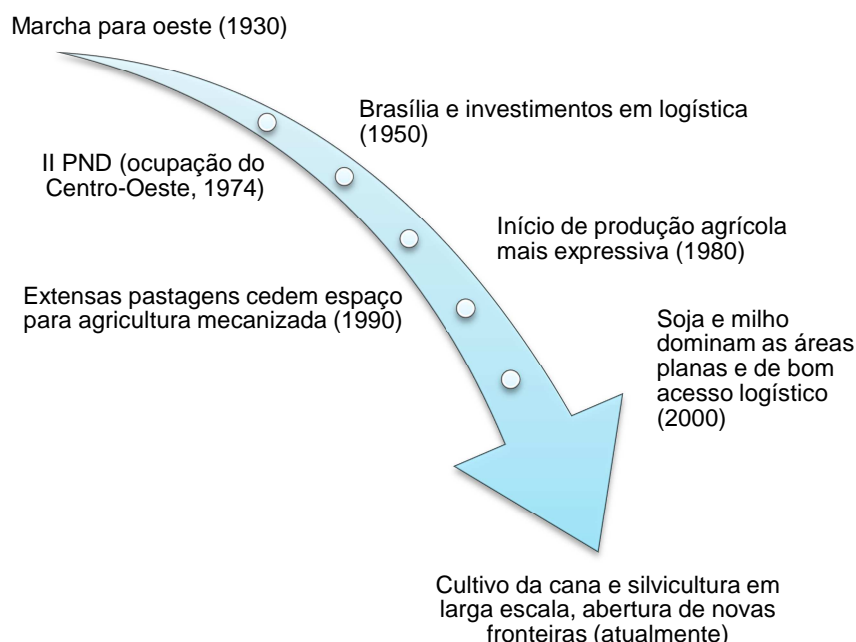 Marcha para oeste (1930)
Brasília e investimentos em logística
(1950)
II PND (ocupação do
Centro-Oeste, 1974)
Início de produção agrícola
mais expressiva (1980)
Extensas pastagens cedem espaço
para agricultura mecanizada (1990)
Soja e milho
dominam as áreas
planas e de bom
acesso logístico
(2000)
Cultivo da cana e silvicultura em
larga escala, abertura de novas
fronteiras (atualmente)